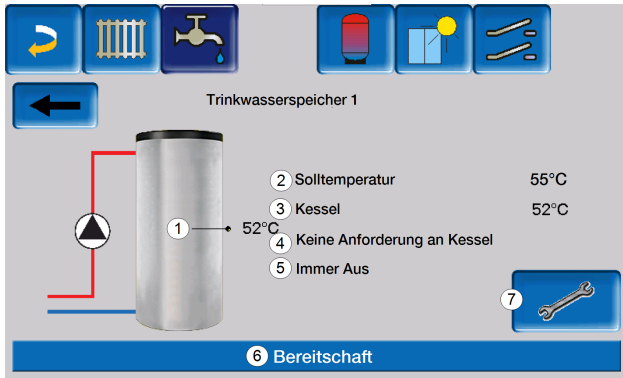 Trinkwasserspeicher 1
2 Solltemperatur 55°C
3 Kessel 52°C
1 52°C
4 Keine Anforderung an Kessel
5 Immer Aus
7
6 Bereitschaft